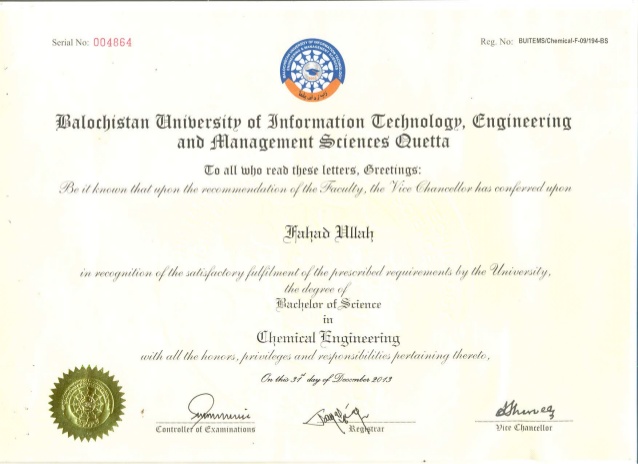 Serial No: 004864
Reg. No: BUITEMS/Chemical-F-09/194-BS
Balochistan University of Information Technology, Engineering
and Management Sciences Quetta
To all who read these letters, Greetings:
Be it known that upon the recommendation of the Faculty, the Vice Chancellor has conferred upon
Fahad Ullah
in recognition of the satisfactory fulfilment of the prescribed requirements by the University,
the degree of
Bachelor of Science
in
Chemical Engineering
with all the honors, privileges and responsibilities pertaining thereto.
On this 31st day of December 2013
Controller of Examinations
Registrar
Vice Chancellor